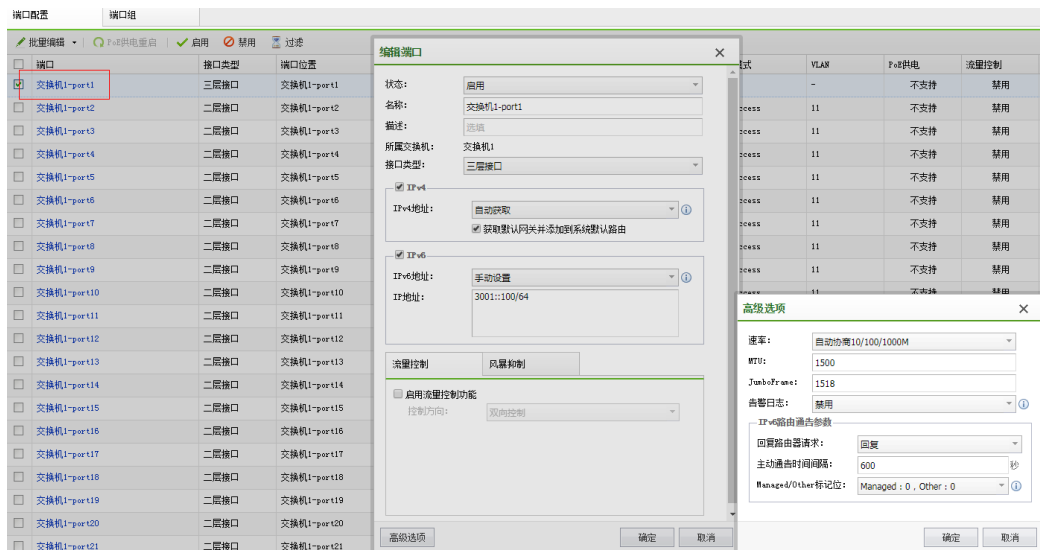 端口配置 端口组
批量编辑 PoE供电重启 启用 禁用 过滤
端口 接口类型 端口位置 VLAN PoE供电 流量控制
交换机1-port1 三层接口 交换机1-port1 - 不支持 禁用
交换机1-port2 二层接口 交换机1-port2 11 不支持 禁用
交换机1-port3 二层接口 交换机1-port3 11 不支持 禁用
交换机1-port4 二层接口 交换机1-port4 11 不支持 禁用
交换机1-port5 二层接口 交换机1-port5 11 不支持 禁用
交换机1-port6 二层接口 交换机1-port6 11 不支持 禁用
交换机1-port7 二层接口 交换机1-port7 11 不支持 禁用
交换机1-port8 二层接口 交换机1-port8 11 不支持 禁用
交换机1-port9 二层接口 交换机1-port9 11 不支持 禁用
交换机1-port10 二层接口 交换机1-port10 11 不支持 禁用
交换机1-port11 二层接口 交换机1-port11
交换机1-port12 二层接口 交换机1-port12
交换机1-port13 二层接口 交换机1-port13
交换机1-port14 二层接口 交换机1-port14
交换机1-port15 二层接口 交换机1-port15
交换机1-port16 二层接口 交换机1-port16
交换机1-port17 二层接口 交换机1-port17
交换机1-port18 二层接口 交换机1-port18
交换机1-port19 二层接口 交换机1-port19
交换机1-port20 二层接口 交换机1-port20
交换机1-port21 二层接口 交换机1-port21
编辑端口
状态: 启用
名称: 交换机1-port1
描述: 选填
所属交换机: 交换机1
接口类型: 三层接口
IPv4
IPv4地址: 自动获取
获取默认网关并添加到系统默认路由
IPv6
IPv6地址: 手动设置
IP地址: 3001::100/64
流量控制 风暴抑制
启用流量控制功能
控制方向: 双向控制
高级选项 确定 取消
高级选项
速率: 自动协商10/100/1000M
MTU: 1500
JumboFrame: 1518
告警日志: 禁用
IPv6路由通告参数
回复路由器请求: 回复
主动通告时间间隔: 600 秒
Managed/Other标记位: Managed : 0 , Other : 0
确定 取消